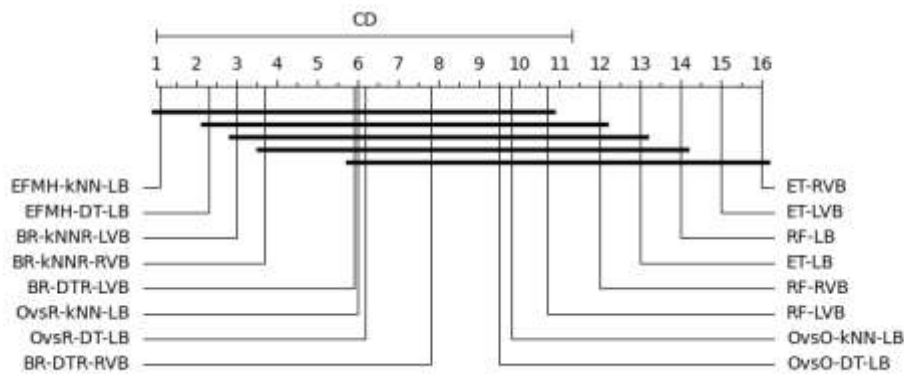 CD
1 2 3 4 5 6 7 8 9 10 11 12 13 14 15 16
EFMH-kNN-LB ET-RVB
EFMH-DT-LB ET-LVB
BR-kNNR-LVB RF-LB
BR-kNNR-RVB ET-LB
BR-DTR-LVB RF-RVB
OvsR-kNN-LB RF-LVB
OvsR-DT-LB OvsO-kNN-LB
BR-DTR-RVB OvsO-DT-LB